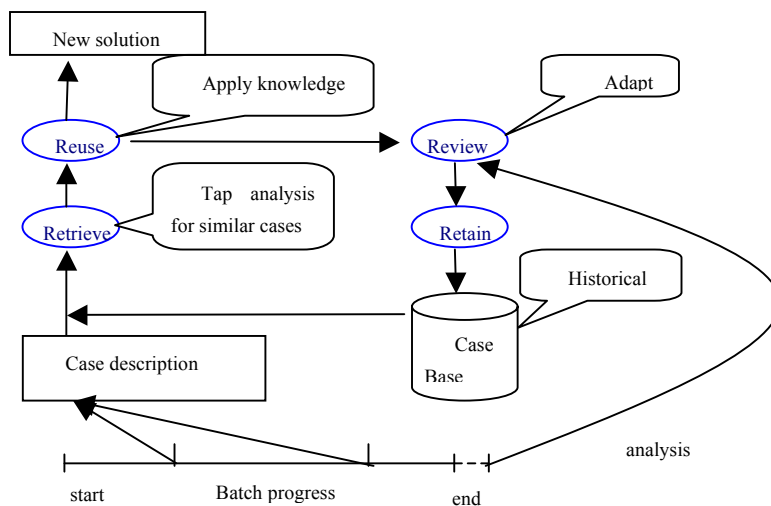 New solution
Apply knowledge
Adapt
Reuse
Review
Tap analysis
for similar cases
Retrieve
Retain
Historical
Case
Base
Case description
analysis
start
Batch progress
end